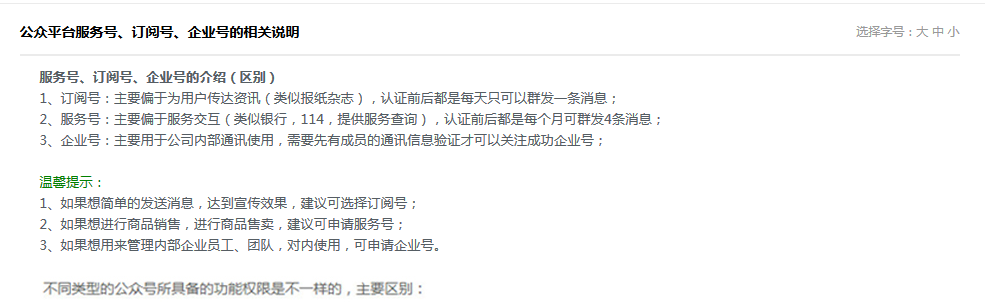 公众平台服务号、订阅号、企业号的相关说明
选择字号：大 中 小
服务号、订阅号、企业号的介绍（区别）
1、订阅号：主要偏于为用户传达资讯（类似报纸杂志），认证前后都是每天只可以群发一条消息；
2、服务号：主要偏于服务交互（类似银行，114，提供服务查询），认证前后都是每个月可群发4条消息；
3、企业号：主要用于公司内部通讯使用，需要先有成员的通讯信息验证才可以关注成功企业号；
温馨提示：
1、如果想简单的发送消息，达到宣传效果，建议可选择订阅号；
2、如果想进行商品销售，进行商品售卖，建议可申请服务号；
3、如果想用来管理内部企业员工、团队，对内使用，可申请企业号。
不同类型的公众号所具备的功能权限是不一样的，主要区别：